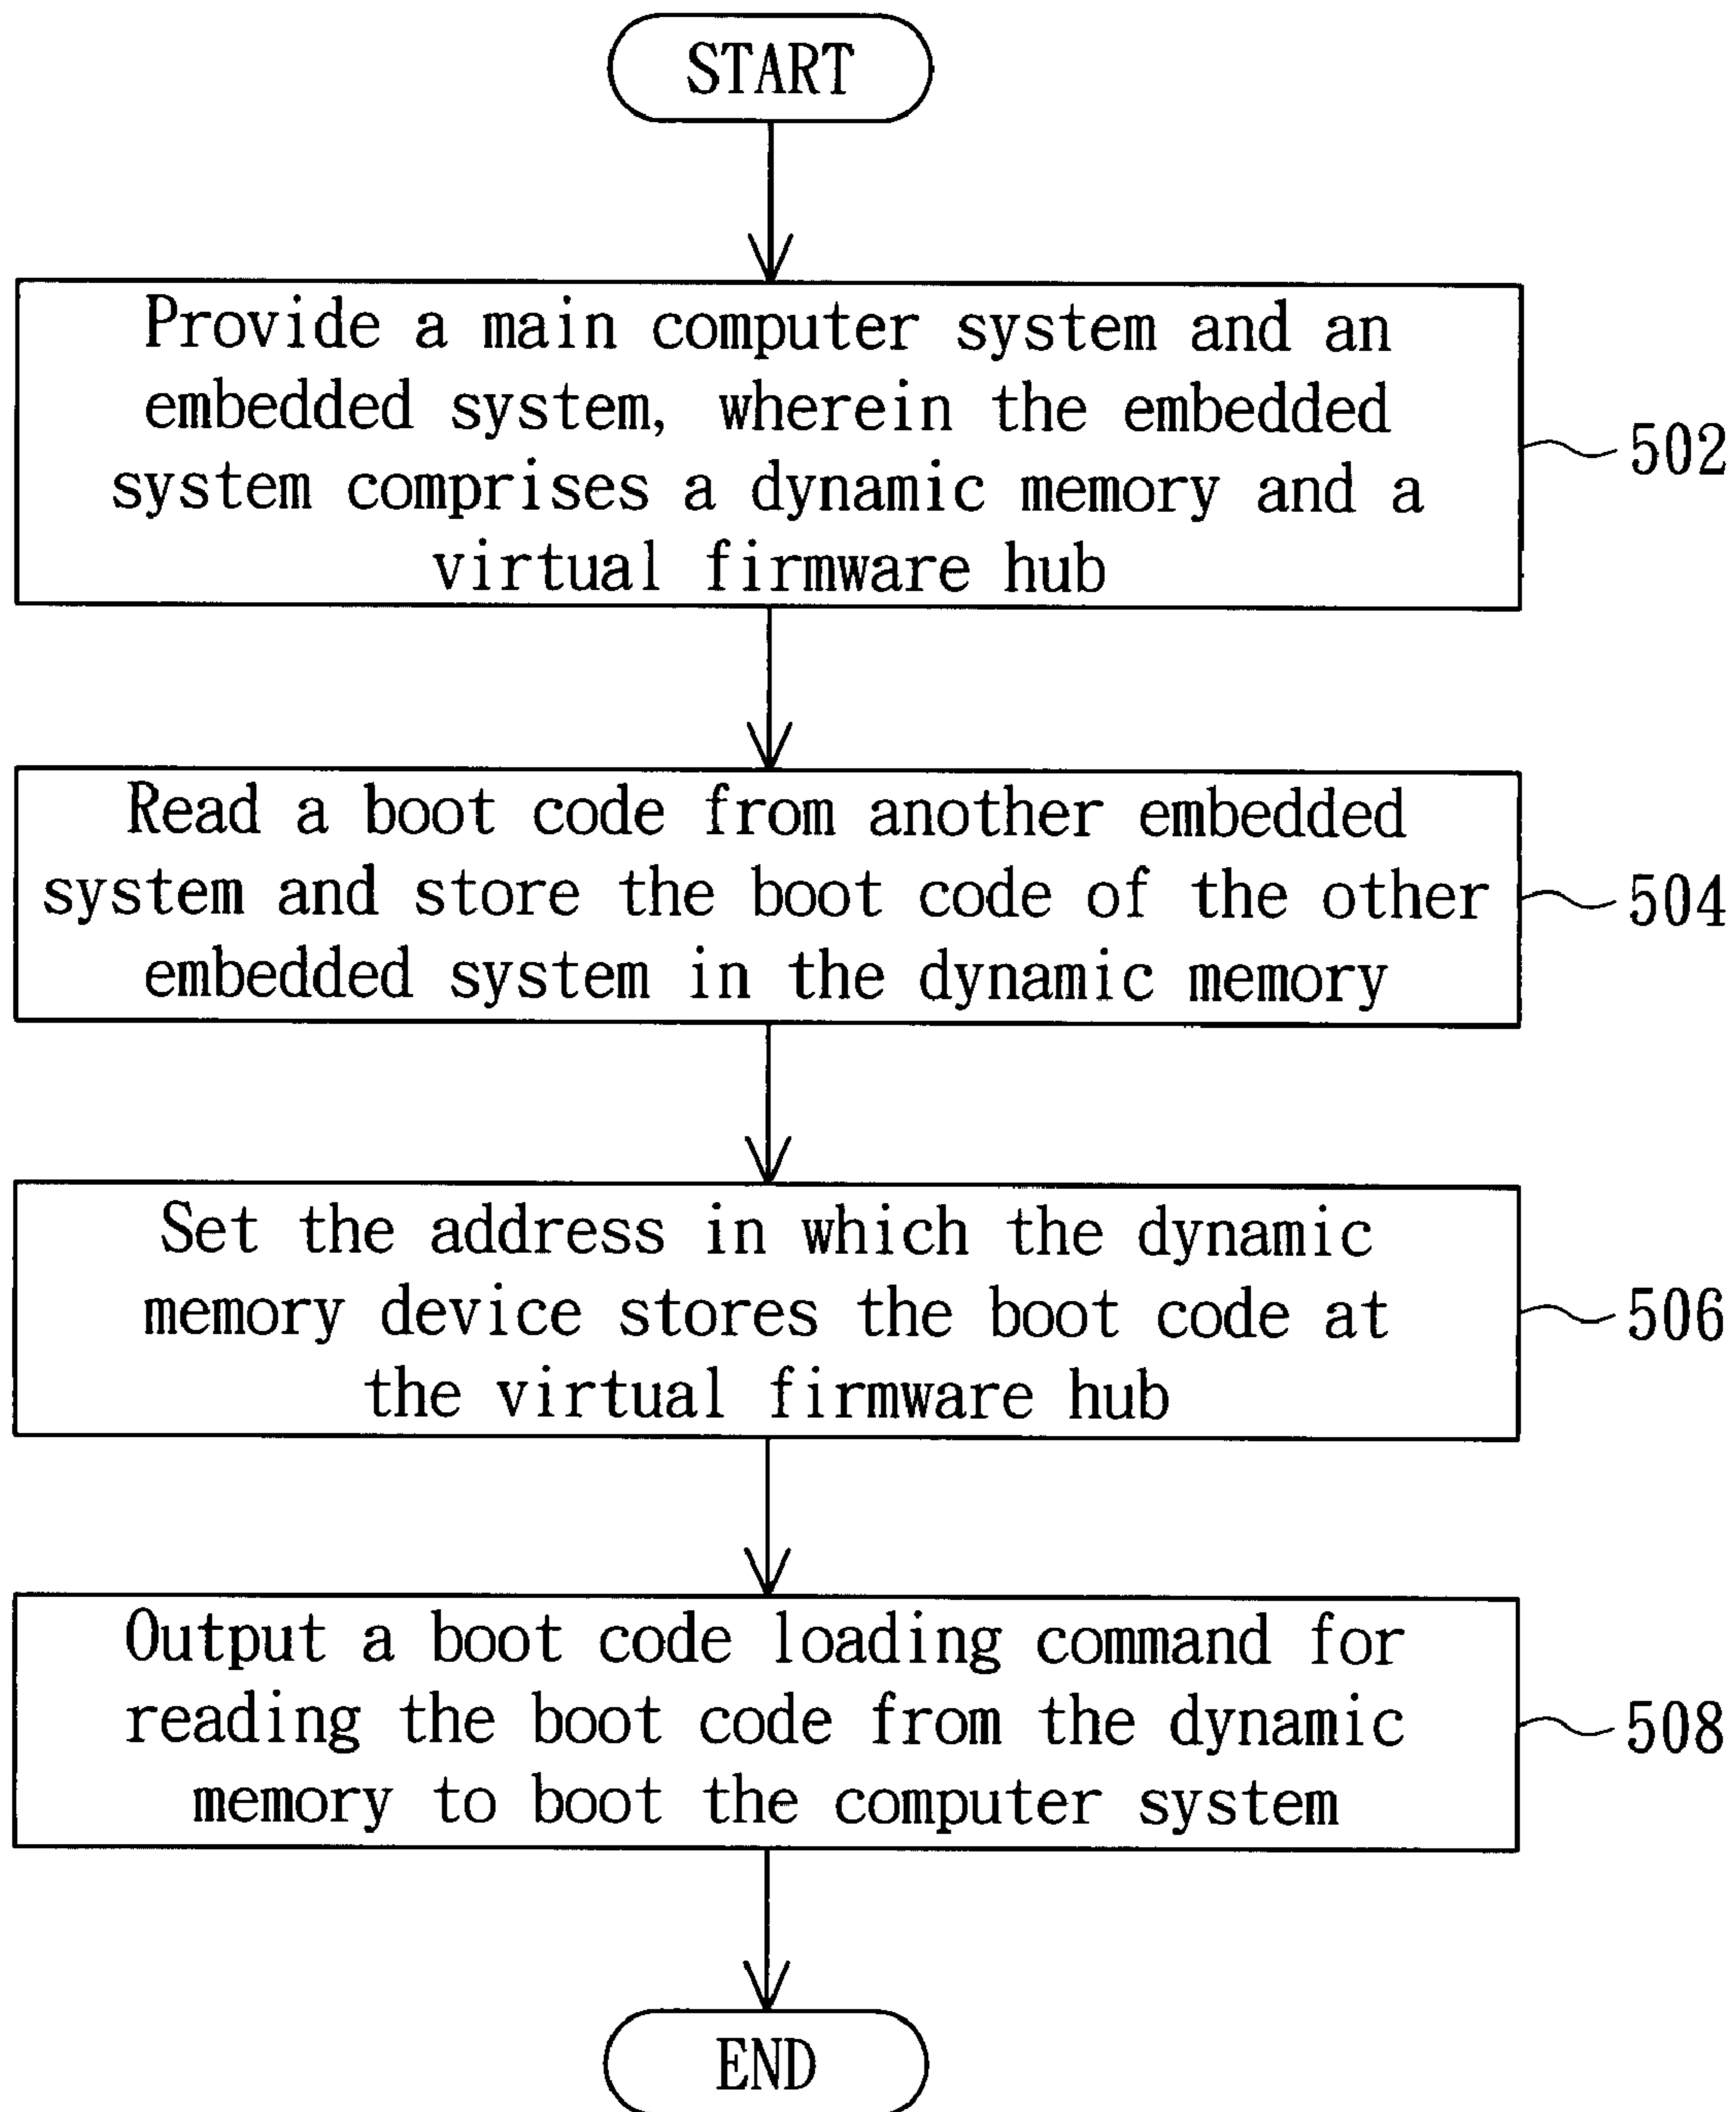 START
Provide a main computer system and an
embedded system, wherein the embedded
system comprises a dynamic memory and a
virtual firmware hub
502
Read a boot code from another embedded
system and store the boot code of the other
embedded system in the dynamic memory
504
Set the address in which the dynamic
memory device stores the boot code at
the virtual firmware hub
506
Output a boot code loading command for
reading the boot code from the dynamic
memory to boot the computer system
508
END